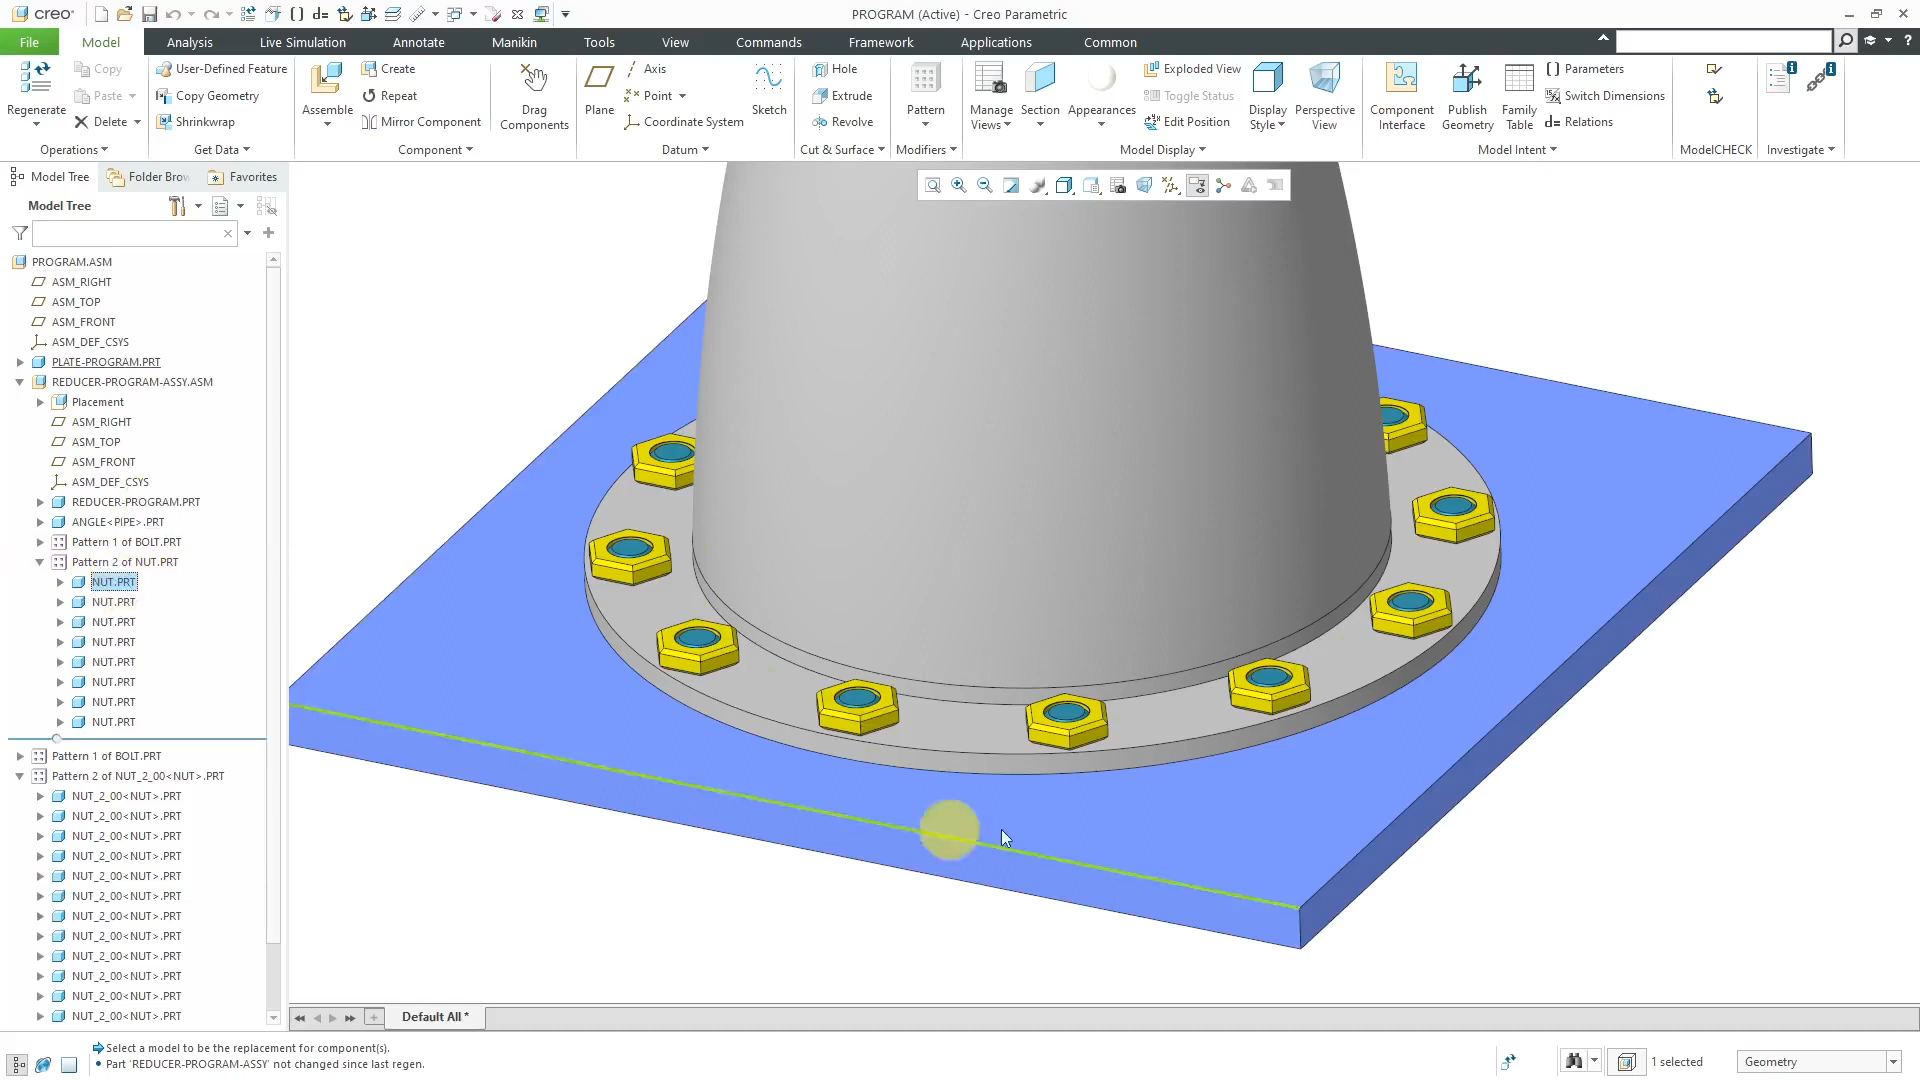 creo
PROGRAM (Active) - Creo Parametric
File
Model
Analysis
Live Simulation
Annotate
Manikin
Tools
View
Commands
Framework
Applications
Common
Regenerate
Copy
Paste
Delete
Operations
User-Defined Feature
Copy Geometry
Shrinkwrap
Get Data
Assemble
Create
Repeat
Mirror Component
Component
Drag
Components
Plane
Axis
Point
Coordinate System
Sketch
Datum
Hole
Extrude
Revolve
Cut & Surface
Pattern
Modifiers
Manage
Views
Section
Appearances
Exploded View
Toggle Status
Edit Position
Display
Style
Perspective
View
Model Display
Component
Interface
Publish
Geometry
Family
Table
Parameters
Switch Dimensions
d= Relations
Model Intent
ModelCHECK
Investigate
Model Tree
Folder Brow
Favorites
Model Tree
PROGRAM.ASM
ASM_RIGHT
ASM_TOP
ASM_FRONT
ASM_DEF_CSYS
PLATE-PROGRAM.PRT
REDUCER-PROGRAM-ASSY.ASM
Placement
ASM_RIGHT
ASM_TOP
ASM_FRONT
ASM_DEF_CSYS
REDUCER-PROGRAM.PRT
ANGLE<PIPE>.PRT
Pattern 1 of BOLT.PRT
Pattern 2 of NUT.PRT
NUT.PRT
NUT.PRT
NUT.PRT
NUT.PRT
NUT.PRT
NUT.PRT
NUT.PRT
NUT.PRT
Pattern 1 of BOLT.PRT
Pattern 2 of NUT_2_00<NUT>.PRT
NUT_2_00<NUT>.PRT
NUT_2_00<NUT>.PRT
NUT_2_00<NUT>.PRT
NUT_2_00<NUT>.PRT
NUT_2_00<NUT>.PRT
NUT_2_00<NUT>.PRT
NUT_2_00<NUT>.PRT
NUT_2_00<NUT>.PRT
NUT_2_00<NUT>.PRT
NUT_2_00<NUT>.PRT
NUT_2_00<NUT>.PRT
NUT_2_00<NUT>.PRT
Default All *
Select a model to be the replacement for component(s).
• Part 'REDUCER-PROGRAM-ASSY' not changed since last regen.
1 selected
Geometry